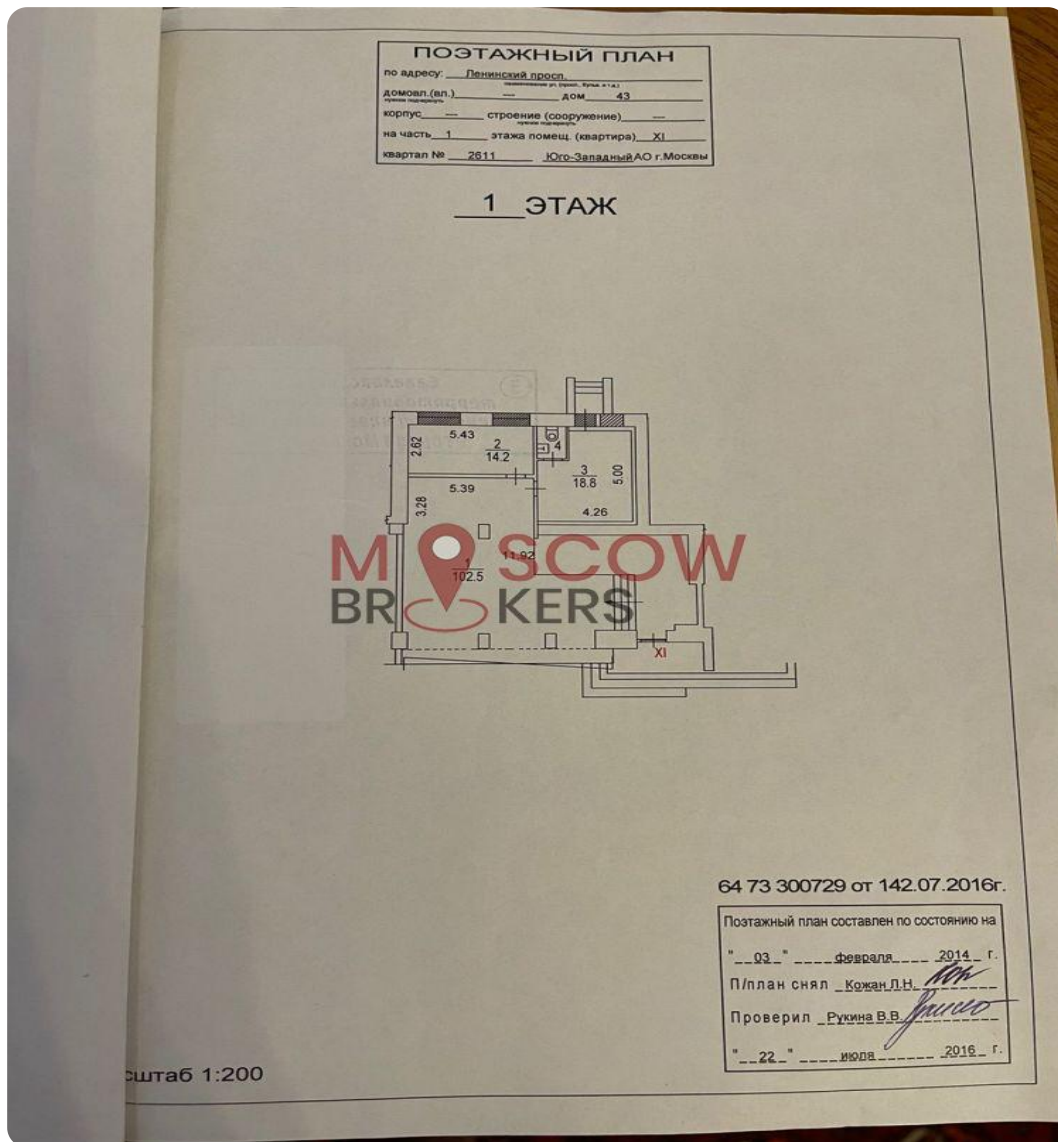 ПОЭТАЖНЫЙ ПЛАН
по адресу: Ленинский просп.
домовл.(вл.) — дом 43
нужное подчеркнуть
корпус — строение (сооружение) —
нужное подчеркнуть
на часть 1 этажа помещ. (квартира) XI
квартал № 2611 Юго-Западный АО г.Москвы
1 ЭТАЖ
5.43
2.62
2
14.2
4
3
18.8
5.00
4.26
5.39
3.28
11.92
1
102.5
MOSCOW
BROKERS
XI
64 73 300729 от 142.07.2016г.
Поэтажный план составлен по состоянию на
"03" февраля 2014 г.
П/план снял Кожан Л.Н.
Проверил Рукина В.В.
"22" июля 2016 г.
сштаб 1:200